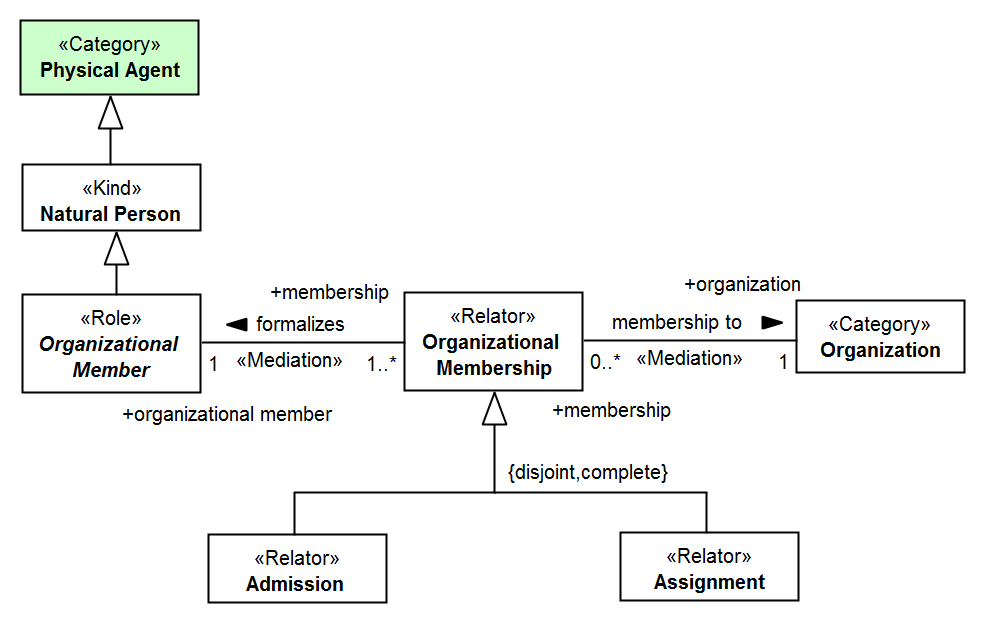 «Category»
Physical Agent
«Kind»
Natural Person
«Role»
Organizational
Member
+membership
formalizes
1
«Mediation»
1..*
+organizational member
«Relator»
Organizational
Membership
+organization
membership to
0..*
«Mediation»
1
+membership
«Category»
Organization
{disjoint,complete}
«Relator»
Admission
«Relator»
Assignment